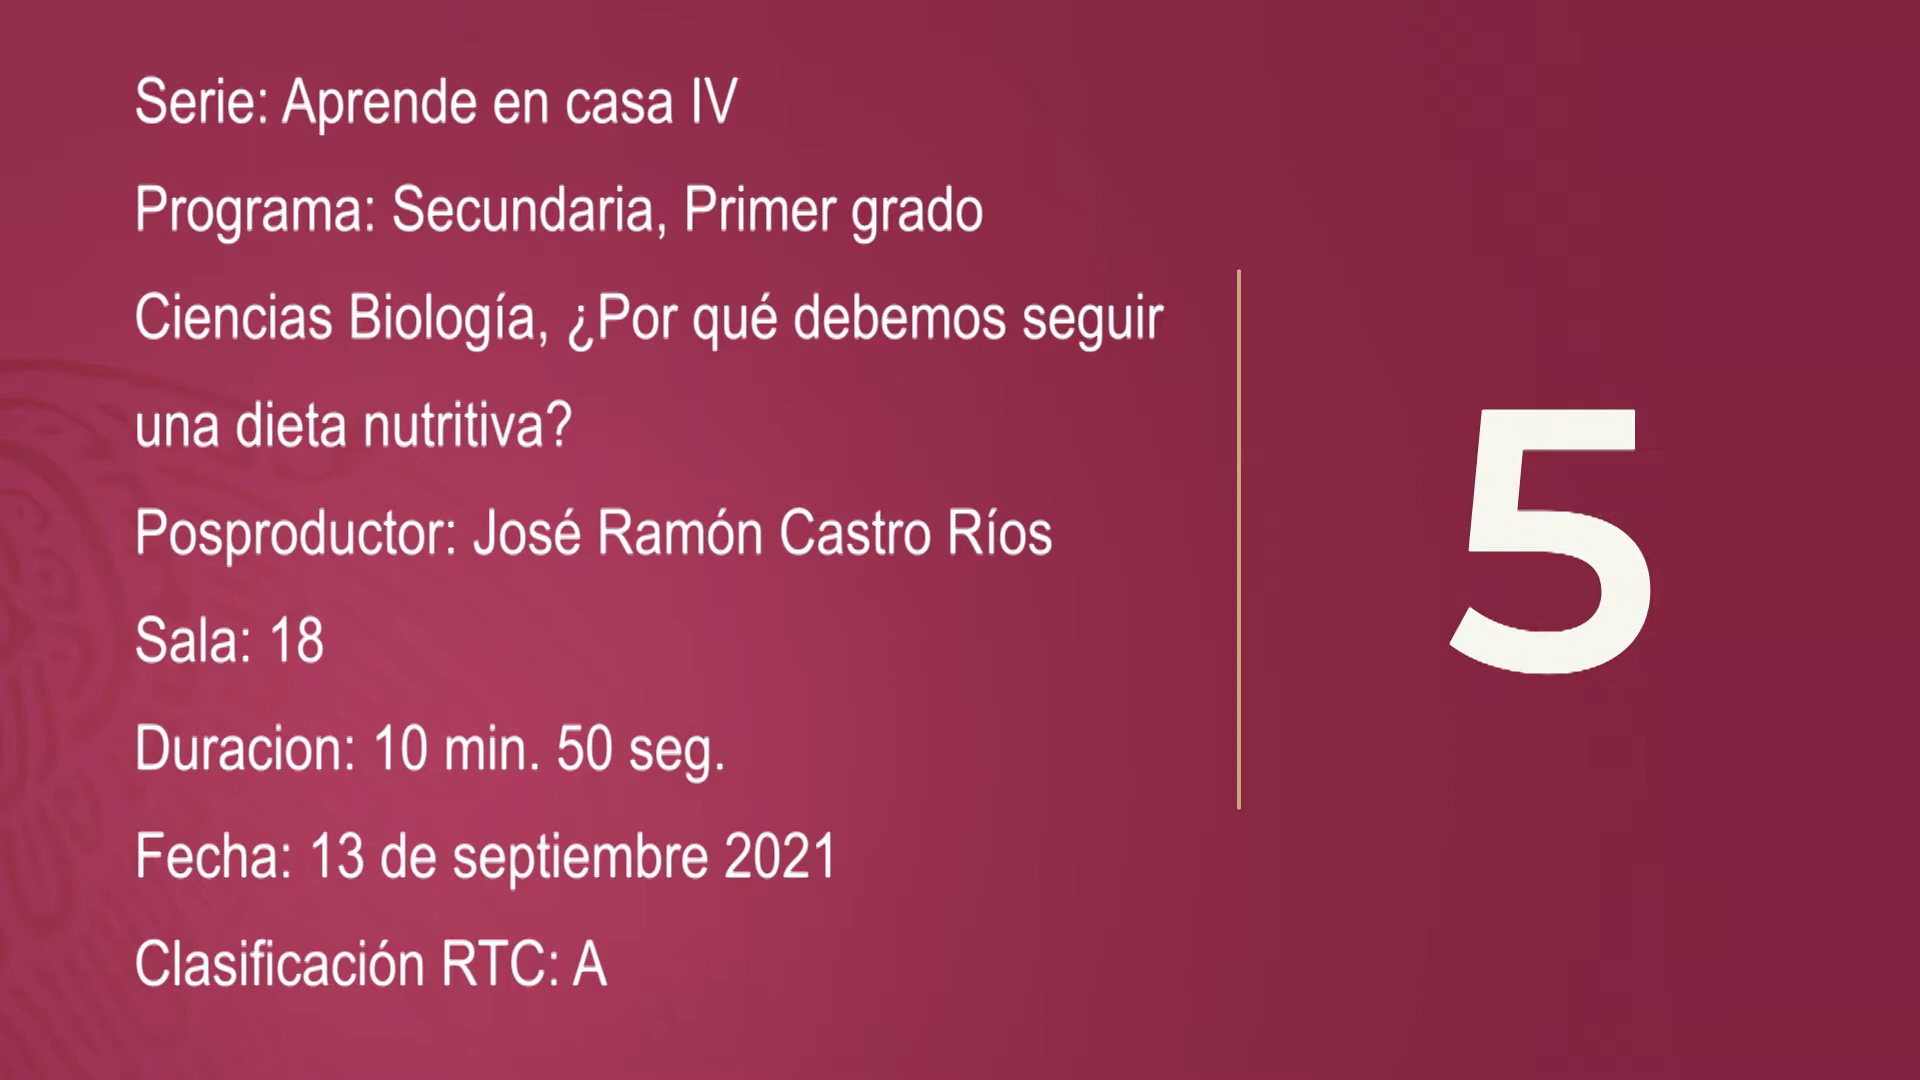 Serie: Aprende en casa IV
Programa: Secundaria, Primer grado
Ciencias Biología, ¿Por qué debemos seguir
una dieta nutritiva?
Posproductor: José Ramón Castro Ríos
Sala: 18
Duracion: 10 min. 50 seg.
Fecha: 13 de septiembre 2021
Clasificación RTC: A
5